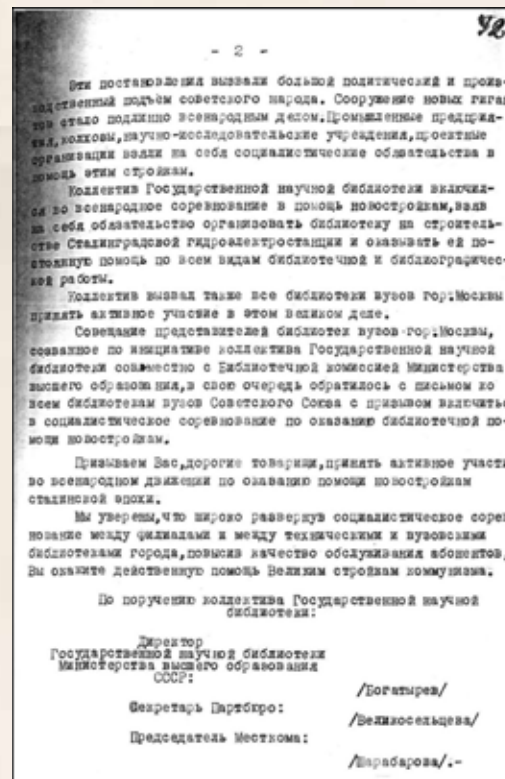 42
- 2 -
Эти постановления вызвали большой политический и произ-
водственный подъем советского народа. Сооружение новых гиган
тов стало подлинно всенародным делом.Промышленные предприя-
тия,колхозы,научно-исследовательские учреждения,проектные
организации взяли на себя социалистические обязательства в
помощь этим стройкам.
Коллектив Государственной научной библиотеки включил-
ся во всенародное соревнование в помощь новостройкам,взяв
на себя обязательство организовать библиотеку на строитель-
стве Сталинградской гидроэлектростанции и оказывать ей по-
стоянную помощь по всем видам библиотечной и библиографичес-
кой работы.
Коллектив вызвал также все библиотеки вузов гор.Москвы
принять активное участие в этом великом деле.
Совещание представителей библиотек вузов гор.Москвы,
созванное по инициативе коллектива Государственной научной
библиотеки совместно с Библиотечной комиссией Министерства
высшего образования,в свою очередь обратилось с письмом ко
всем библиотекам вузов Советского Союза с призывом включитьс
в социалистическое соревнование по оказанию библиотечной по-
мощи новостройкам.
Призываем Вас,дорогие товарищи,принять активное участи
во всенародном движении по оказанию помощи новостройкам
сталинской эпохи.
Мы уверены,что широко развернув социалистическое сорев
нование между филиалами и между техническими и вузовскими
библиотеками города,повысив качество обслуживания абонентов,
Вы окажите действенную помощь Великим стройкам коммунизма.
По поручению коллектива Государственной научной
библиотеки:
Директор
Государственной научной библиотеки
Министерства высшего образования
СССР:
/Богатырев/
Секретарь Партбюро:
/Великосельцева/
Председатель Месткома:
/Шарабарова/.-